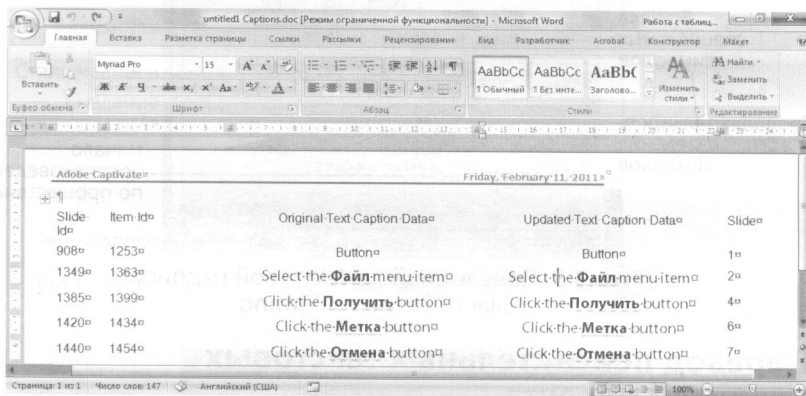 untitled1 Captions.doc [Режим ограниченной функциональности] - Microsoft Word Работа с таблиц...
Главная Вставка Разметка страницы Ссылки Рассылки Рецензирование Вид Разработчик Acrobat Конструктор Макет
Вставить
Myriad Pro 15
Ж К Ч abc x₂ x² Aa
AaBbCc AaBbCc AaBb(
¶ Обычный ¶ Без инте... Заголово...
Изменить стили
Найти
Заменить
Выделить
Буфер обмена Шрифт Абзац Стили Редактирование
Adobe Captivate¤ Friday, February 11, 2011¤
Slide Id¤ Item Id¤ Original Text Caption Data¤ Updated Text Caption Data¤ Slide¤
908¤ 1253¤ Button¤ Button¤ 1¤
1349¤ 1363¤ Select·the·Файл·menu·item¤ Select·the·Файл·menu·item¤ 2¤
1385¤ 1399¤ Click·the·Получить·button¤ Click·the·Получить·button¤ 4¤
1420¤ 1434¤ Click·the·Метка·button¤ Click·the·Метка·button¤ 6¤
1440¤ 1454¤ Click·the·Отмена·button¤ Click·the·Отмена·button¤ 7¤
Страница: 1 из 1 Число слов: 147 Английский (США) 100%